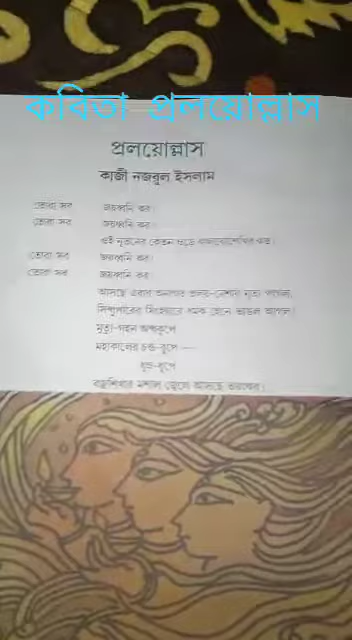 কবিতা প্রলয়োল্লাস
প্রলয়োল্লাস
কাজী নজরুল ইসলাম
তোরা সব জয়ধ্বনি কর।
তোরা সব জয়ধ্বনি কর।
ওই নূতনের কেতন ওড়ে কালবোশেখির ঝড়।
তোরা সব জয়ধ্বনি কর।
তোরা সব জয়ধ্বনি কর।
আসছে এবার অনাগত প্রলয়-নেশার নৃত্য পাগল,
সিন্ধুপারের সিংহদ্বারে ধমক হেনে ভাঙল আগল।
মৃত্যু-গহন অন্ধকূপে
মহাকালের চণ্ড-রূপে —
ধূম্র-ধূপে
বজ্রশিখার মশাল জ্বেলে আসছে ভয়ংকর।